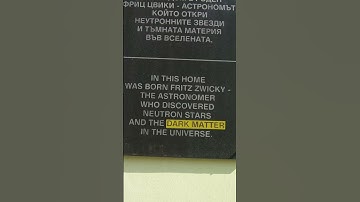 ФРИЦ ЦВИКИ - АСТРОНОМЪТ
КОЙТО ОТКРИ
НЕУТРОННИТЕ ЗВЕЗДИ
И ТЪМНАТА МАТЕРИЯ
ВЪВ ВСЕЛЕНАТА.
IN THIS HOME
WAS BORN FRITZ ZWICKY -
THE ASTRONOMER
WHO DISCOVERED
NEUTRON STARS
AND THE DARK MATTER
IN THE UNIVERSE.